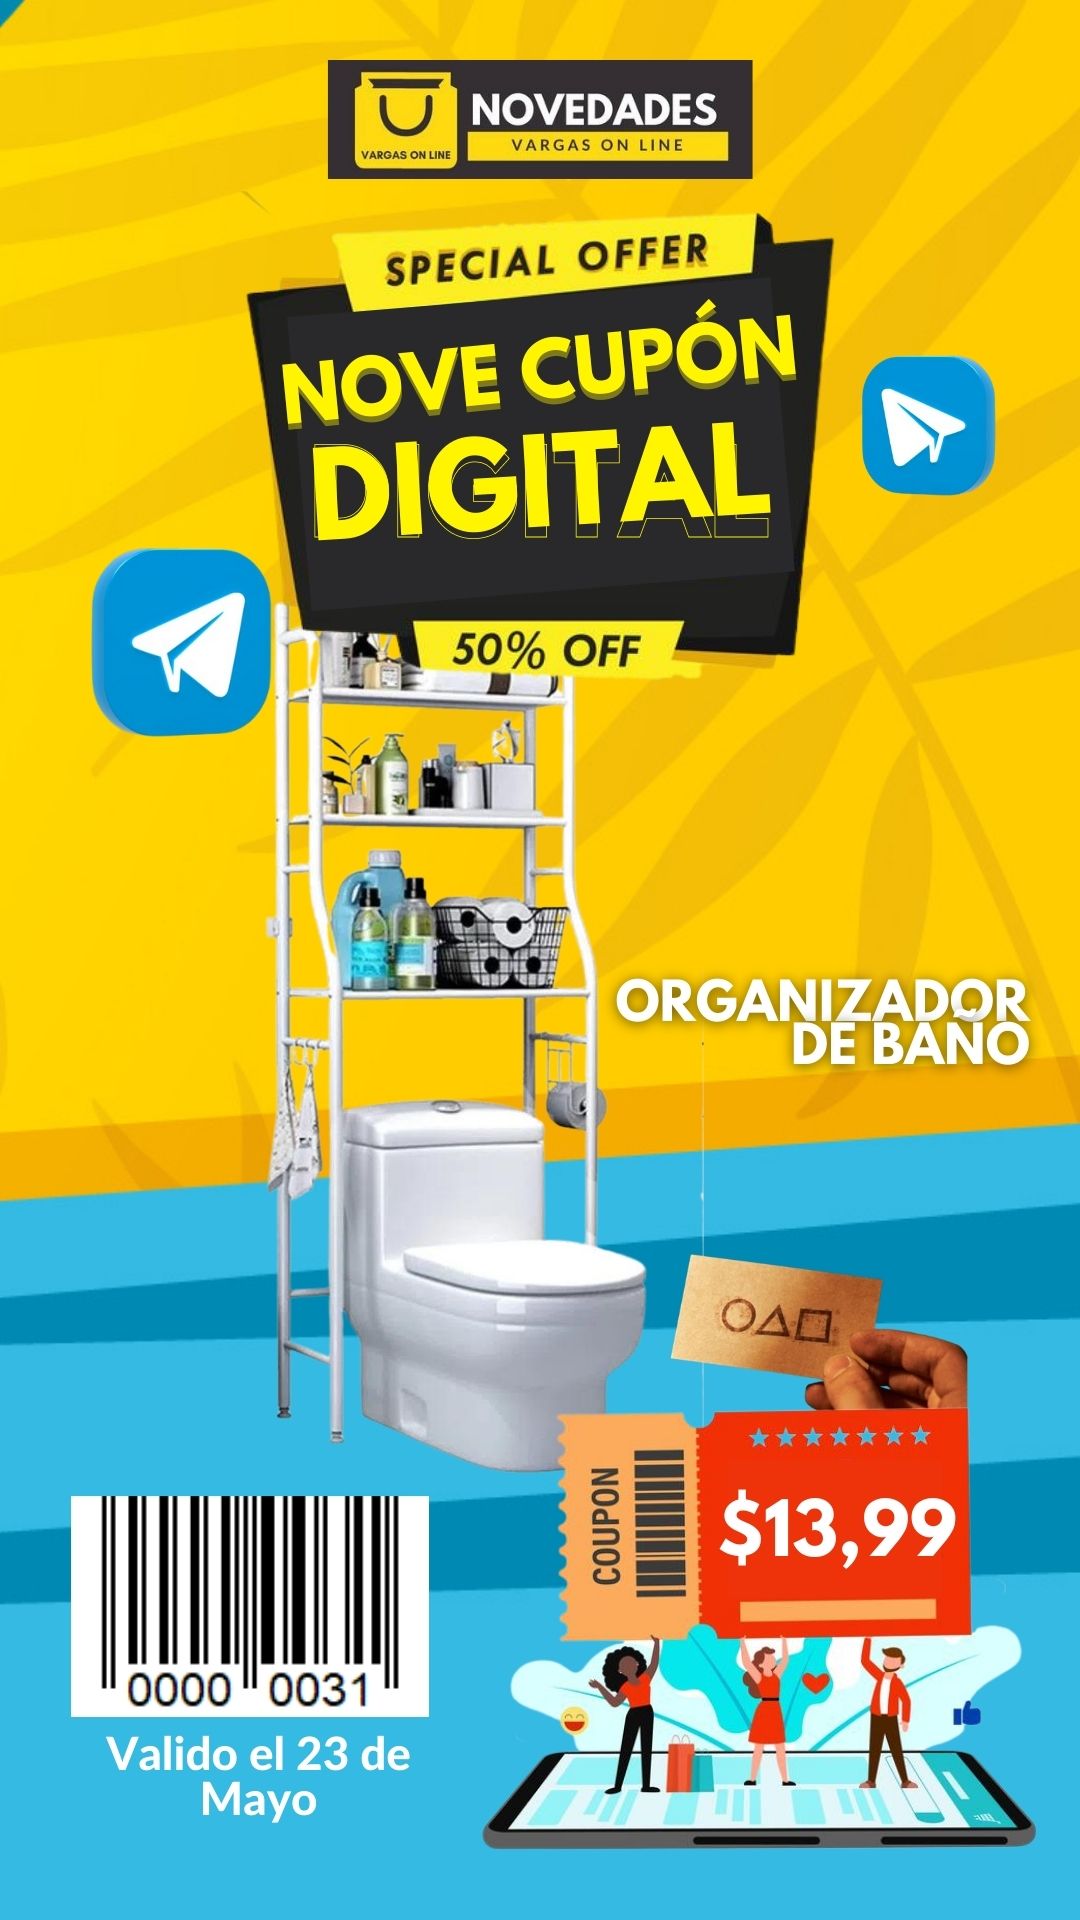 NOVEDADES
VARGAS ON LINE
VARGAS ON LINE
SPECIAL OFFER
NOVE CUPÓN
DIGITAL
50% OFF
ORGANIZADOR
DE BAÑO
COUPON
$13,99
0000 0031
Valido el 23 de
Mayo